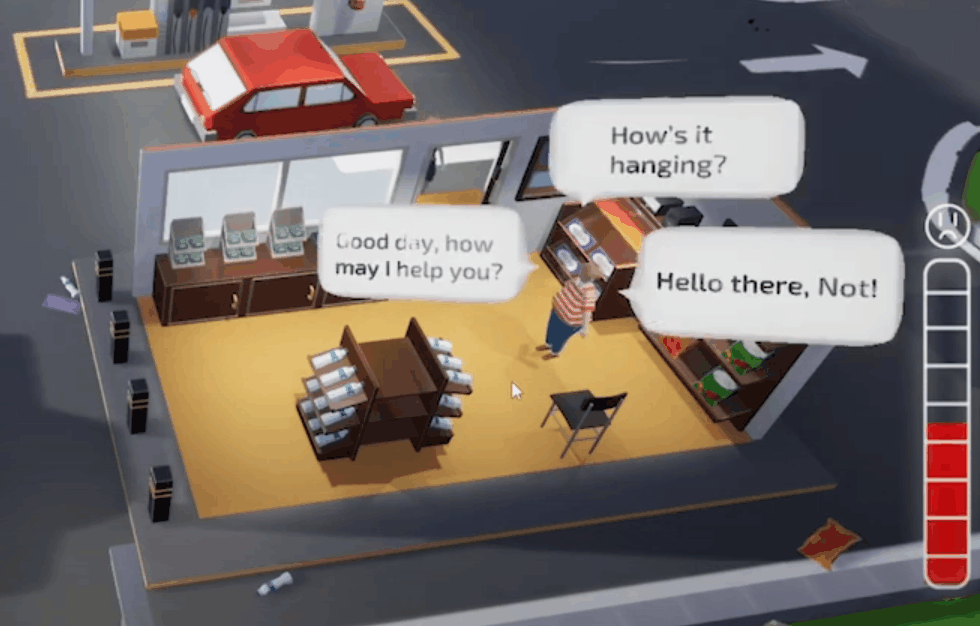 How's it
hanging?
Good day, how
may I help you?
Hello there, Not!